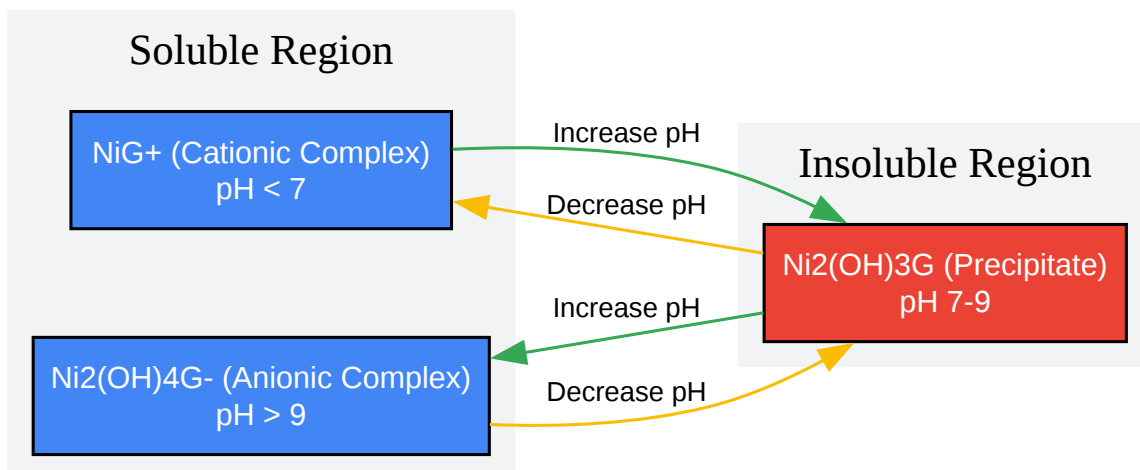 Soluble Region
NiG+ (Cationic Complex)
pH < 7
Increase pH
Decrease pH
Insoluble Region
Ni2(OH)3G (Precipitate)
pH 7-9
Increase pH
Decrease pH
Ni2(OH)4G- (Anionic Complex)
pH > 9